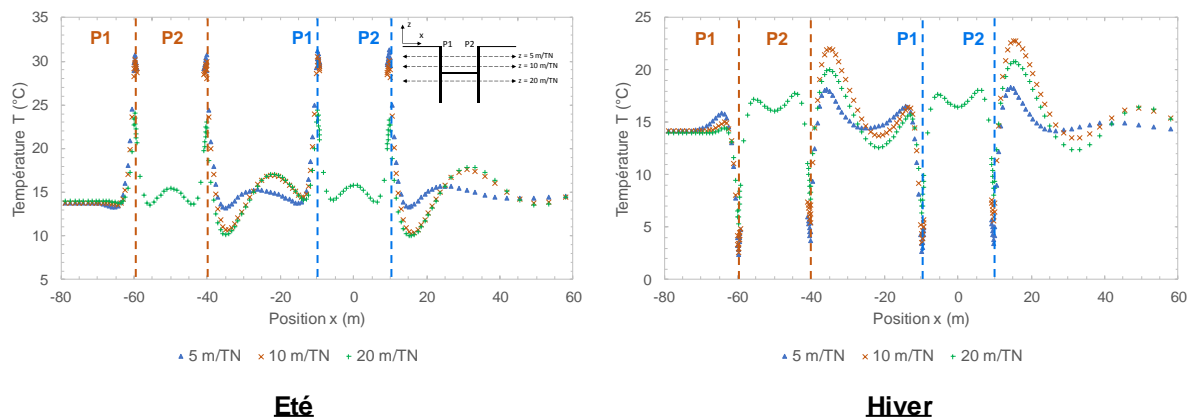 P1 P2 P1 P2
z
x
P1 P2
z = 5 m/TN
z = 10 m/TN
z = 20 m/TN
Température T (°C)
35
30
25
20
15
10
5
-80 -60 -40 -20 0 20 40 60
Position x (m)
5 m/TN 10 m/TN 20 m/TN
Eté
P1 P2 P1 P2
Température T (°C)
25
20
15
10
5
0
-80 -60 -40 -20 0 20 40 60
Position x (m)
5 m/TN 10 m/TN 20 m/TN
Hiver